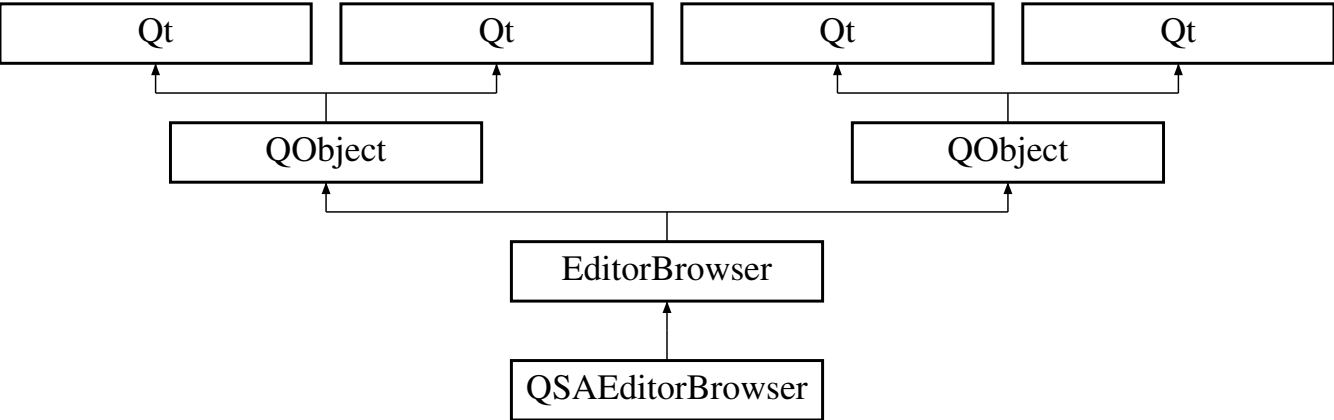 Qt
Qt
Qt
Qt
QObject
QObject
EditorBrowser
QSAEditorBrowser